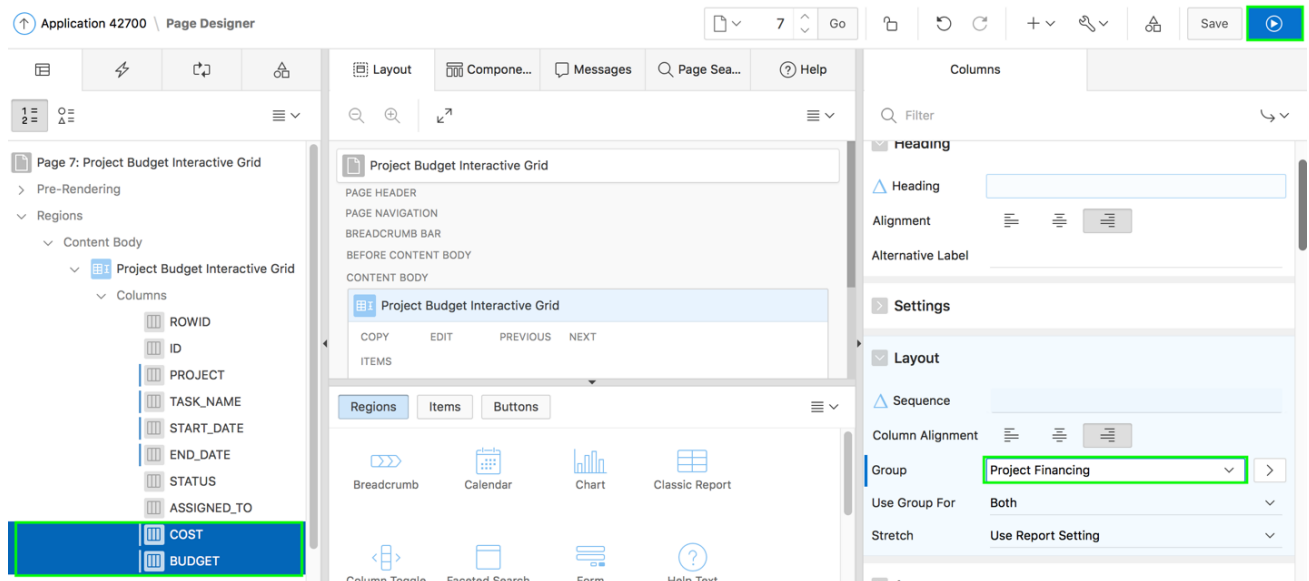 Application 42700 \ Page Designer
7 Go Save
Layout Compone... Messages Page Sea... Help
Columns
Filter
Page 7: Project Budget Interactive Grid
Pre-Rendering
Regions
Content Body
Project Budget Interactive Grid
Columns
ROWID
ID
PROJECT
TASK_NAME
START_DATE
END_DATE
STATUS
ASSIGNED_TO
COST
BUDGET
Project Budget Interactive Grid
PAGE HEADER
PAGE NAVIGATION
BREADCRUMB BAR
BEFORE CONTENT BODY
CONTENT BODY
Project Budget Interactive Grid
COPY EDIT PREVIOUS NEXT
ITEMS
Regions Items Buttons
Breadcrumb Calendar Chart Classic Report
Column Toggle Faceted Search Form Help Text
Heading
Heading
Alignment
Alternative Label
Settings
Layout
Sequence
Column Alignment
Group Project Financing
Use Group For Both
Stretch Use Report Setting